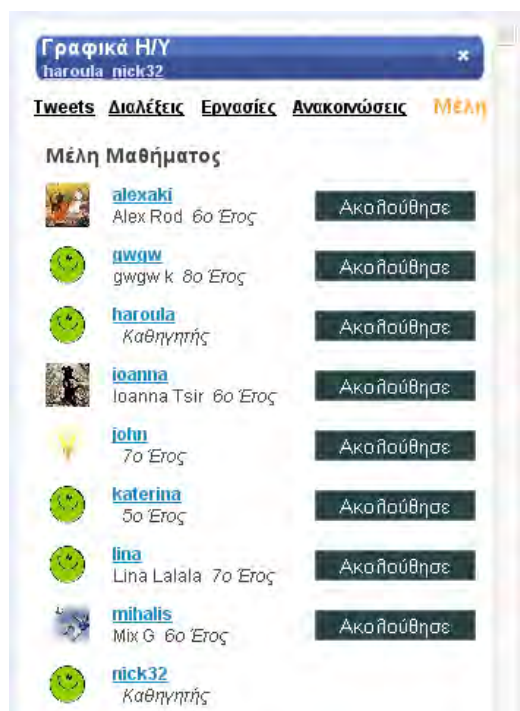 Γραφικά Η/Υ
haroula nick32
Tweets Διαλέξεις Εργασίες Ανακοινώσεις Μέλη
Μέλη Μαθήματος
alexaki
Alex Rod 6ο Έτος
Ακολούθησε
gwgw
gwgw k 8ο Έτος
Ακολούθησε
haroula
Καθηγητής
Ακολούθησε
ioanna
Ioanna Tsir 6ο Έτος
Ακολούθησε
john
7ο Έτος
Ακολούθησε
katerina
5ο Έτος
Ακολούθησε
lina
Lina Lalala 7ο Έτος
Ακολούθησε
mihalis
Mix G 6ο Έτος
Ακολούθησε
nick32
Καθηγητής